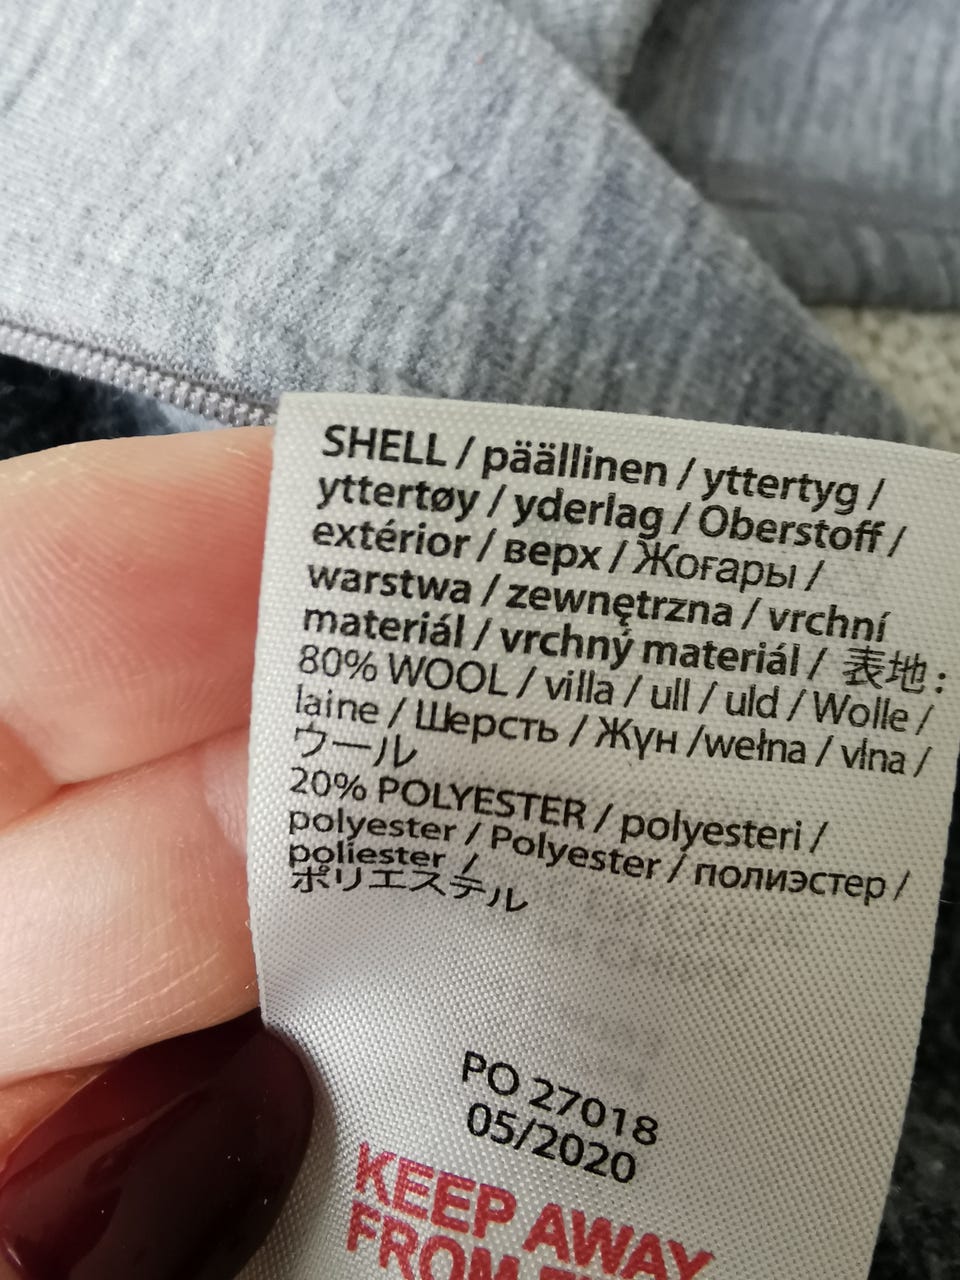 SHELL / päällinen / yttertyg /
yttertøy / yderlag / Oberstoff /
extérior / верх / Жоғары /
warstwa / zewnętrzna / vrchní
materiál / vrchný materiál / 表地:
80% WOOL / villa / ull / uld / Wolle /
laine / Шерсть / Жүн /wełna / vlna /
ウール
20% POLYESTER / polyesteri /
polyester / Polyester / полиэстер /
poliester /
ポリエステル
PO 27018
05/2020
KEEP AWAY
FROM